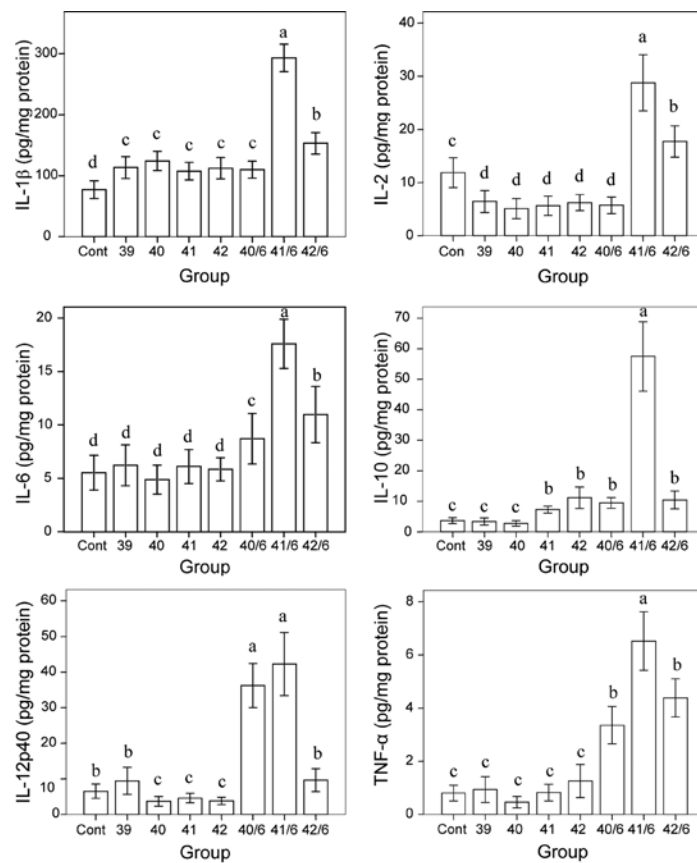 IL-1β (pg/mg protein)
300
200
100
0
d
c
c
c
c
c
a
b
Cont 39 40 41 42 40/6 41/6 42/6
Group
IL-2 (pg/mg protein)
40
30
20
10
0
c
d
d
d
d
d
a
b
Cont 39 40 41 42 40/6 41/6 42/6
Group
IL-6 (pg/mg protein)
20
15
10
5
0
d
d
d
d
d
c
a
b
Cont 39 40 41 42 40/6 41/6 42/6
Group
IL-10 (pg/mg protein)
70
60
50
40
30
20
10
0
c
c
c
b
b
b
a
b
Cont 39 40 41 42 40/6 41/6 42/6
Group
IL-12p40 (pg/mg protein)
60
50
40
30
20
10
0
b
b
c
c
c
a
a
b
Cont 39 40 41 42 40/6 41/6 42/6
Group
TNF-α (pg/mg protein)
8
6
4
2
0
c
c
c
c
c
b
a
b
Cont 39 40 41 42 40/6 41/6 42/6
Group